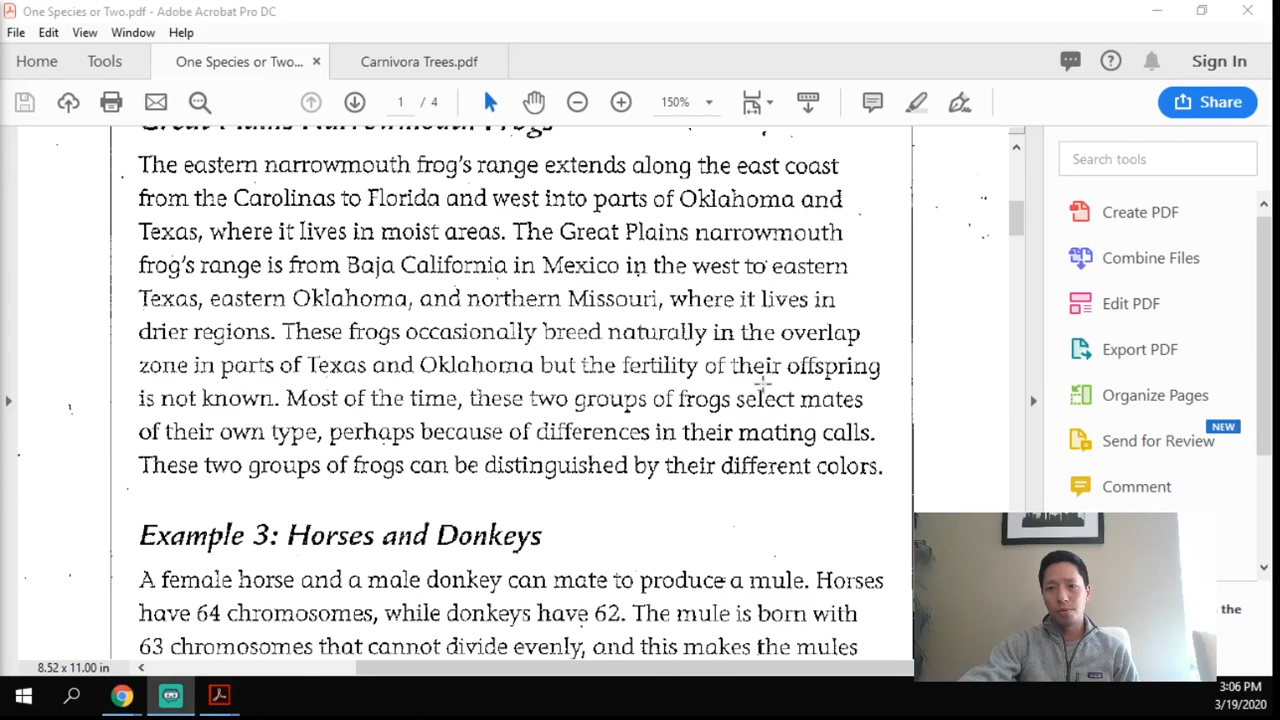 One Species or Two.pdf - Adobe Acrobat Pro DC
File Edit View Window Help
Home Tools One Species or Two... × Carnivora Trees.pdf Sign In
1 / 4 150% Share
Great Plains Narrowmouth Frogs
The eastern narrowmouth frog's range extends along the east coast
from the Carolinas to Florida and west into parts of Oklahoma and
Texas, where it lives in moist areas. The Great Plains narrowmouth
frog's range is from Baja California in Mexico in the west to eastern
Texas, eastern Oklahoma, and northern Missouri, where it lives in
drier regions. These frogs occasionally breed naturally in the overlap
zone in parts of Texas and Oklahoma but the fertility of their offspring
is not known. Most of the time, these two groups of frogs select mates
of their own type, perhaps because of differences in their mating calls.
These two groups of frogs can be distinguished by their different colors.
Example 3: Horses and Donkeys
A female horse and a male donkey can mate to produce a mule. Horses
have 64 chromosomes, while donkeys have 62. The mule is born with
63 chromosomes that cannot divide evenly, and this makes the mules
8.52 x 11.00 in
Search tools
Create PDF
Combine Files
Edit PDF
Export PDF
Organize Pages
NEW
Send for Review
Comment
the
3:06 PM
3/19/2020